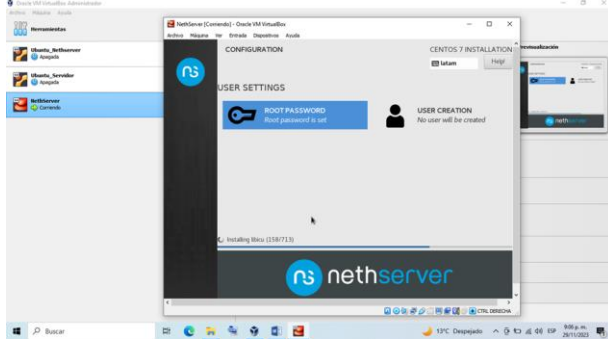 Oracle VM VirtualBox Administrador
Archivo Máquina Ayuda
Herramientas
Ubuntu_Nethserver
Apagada
Ubuntu_Servidor
Apagada
NethServer
Corriendo
NethServer [Corriendo] - Oracle VM VirtualBox
Archivo Máquina Ver Entrada Dispositivos Ayuda
CONFIGURATION
CENTOS 7 INSTALLATION
latam
Help!
USER SETTINGS
ROOT PASSWORD
Root password is set
USER CREATION
No user will be created
Installing libicu (158/713)
ns nethserver
CTRL DERECHA
Previsualización
Buscar
12°C Despejado
ESP
9:00 p. m.
29/11/2023